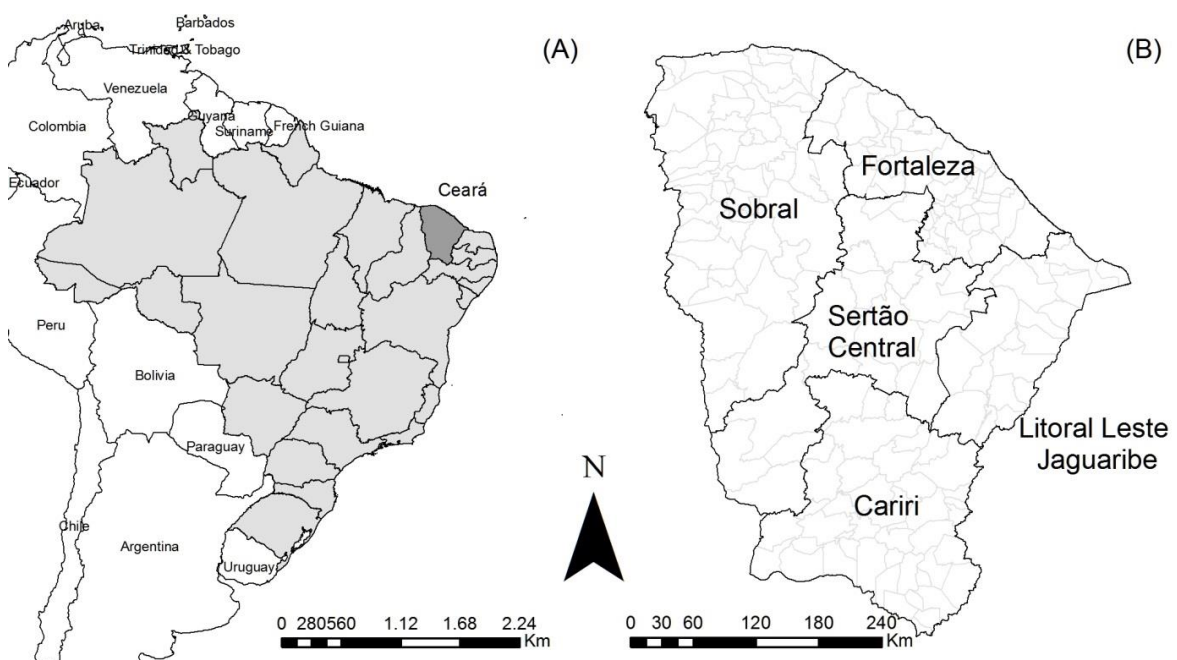 Aruba
Barbados
Trinidad & Tobago
(A)
Venezuela
Guyana
Colombia
Suriname
French Guiana
Ecuador
Ceará
Peru
Bolivia
Paraguay
Chile
Argentina
Uruguay
0 280560 1.12 1.68 2.24
Km
N
(B)
Fortaleza
Sobral
Sertão
Central
Litoral Leste
Jaguaribe
Cariri
0 30 60 120 180 240
Km